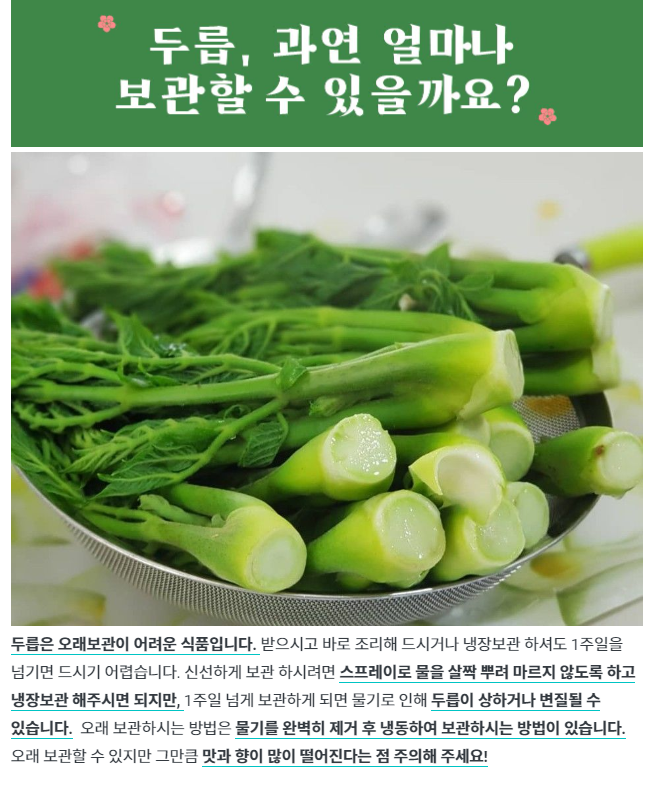 두릅, 과연 얼마나
보관할 수 있을까요?
두릅은 오래보관이 어려운 식품입니다. 받으시고 바로 조리해 드시거나 냉장보관 하셔도 1주일을
넘기면 드시기 어렵습니다. 신선하게 보관 하시려면 스프레이로 물을 살짝 뿌려 마르지 않도록 하고
냉장보관 해주시면 되지만, 1주일 넘게 보관하게 되면 물기로 인해 두릅이 상하거나 변질될 수
있습니다. 오래 보관하시는 방법은 물기를 완벽히 제거 후 냉동하여 보관하시는 방법이 있습니다.
오래 보관할 수 있지만 그만큼 맛과 향이 많이 떨어진다는 점 주의해 주세요!